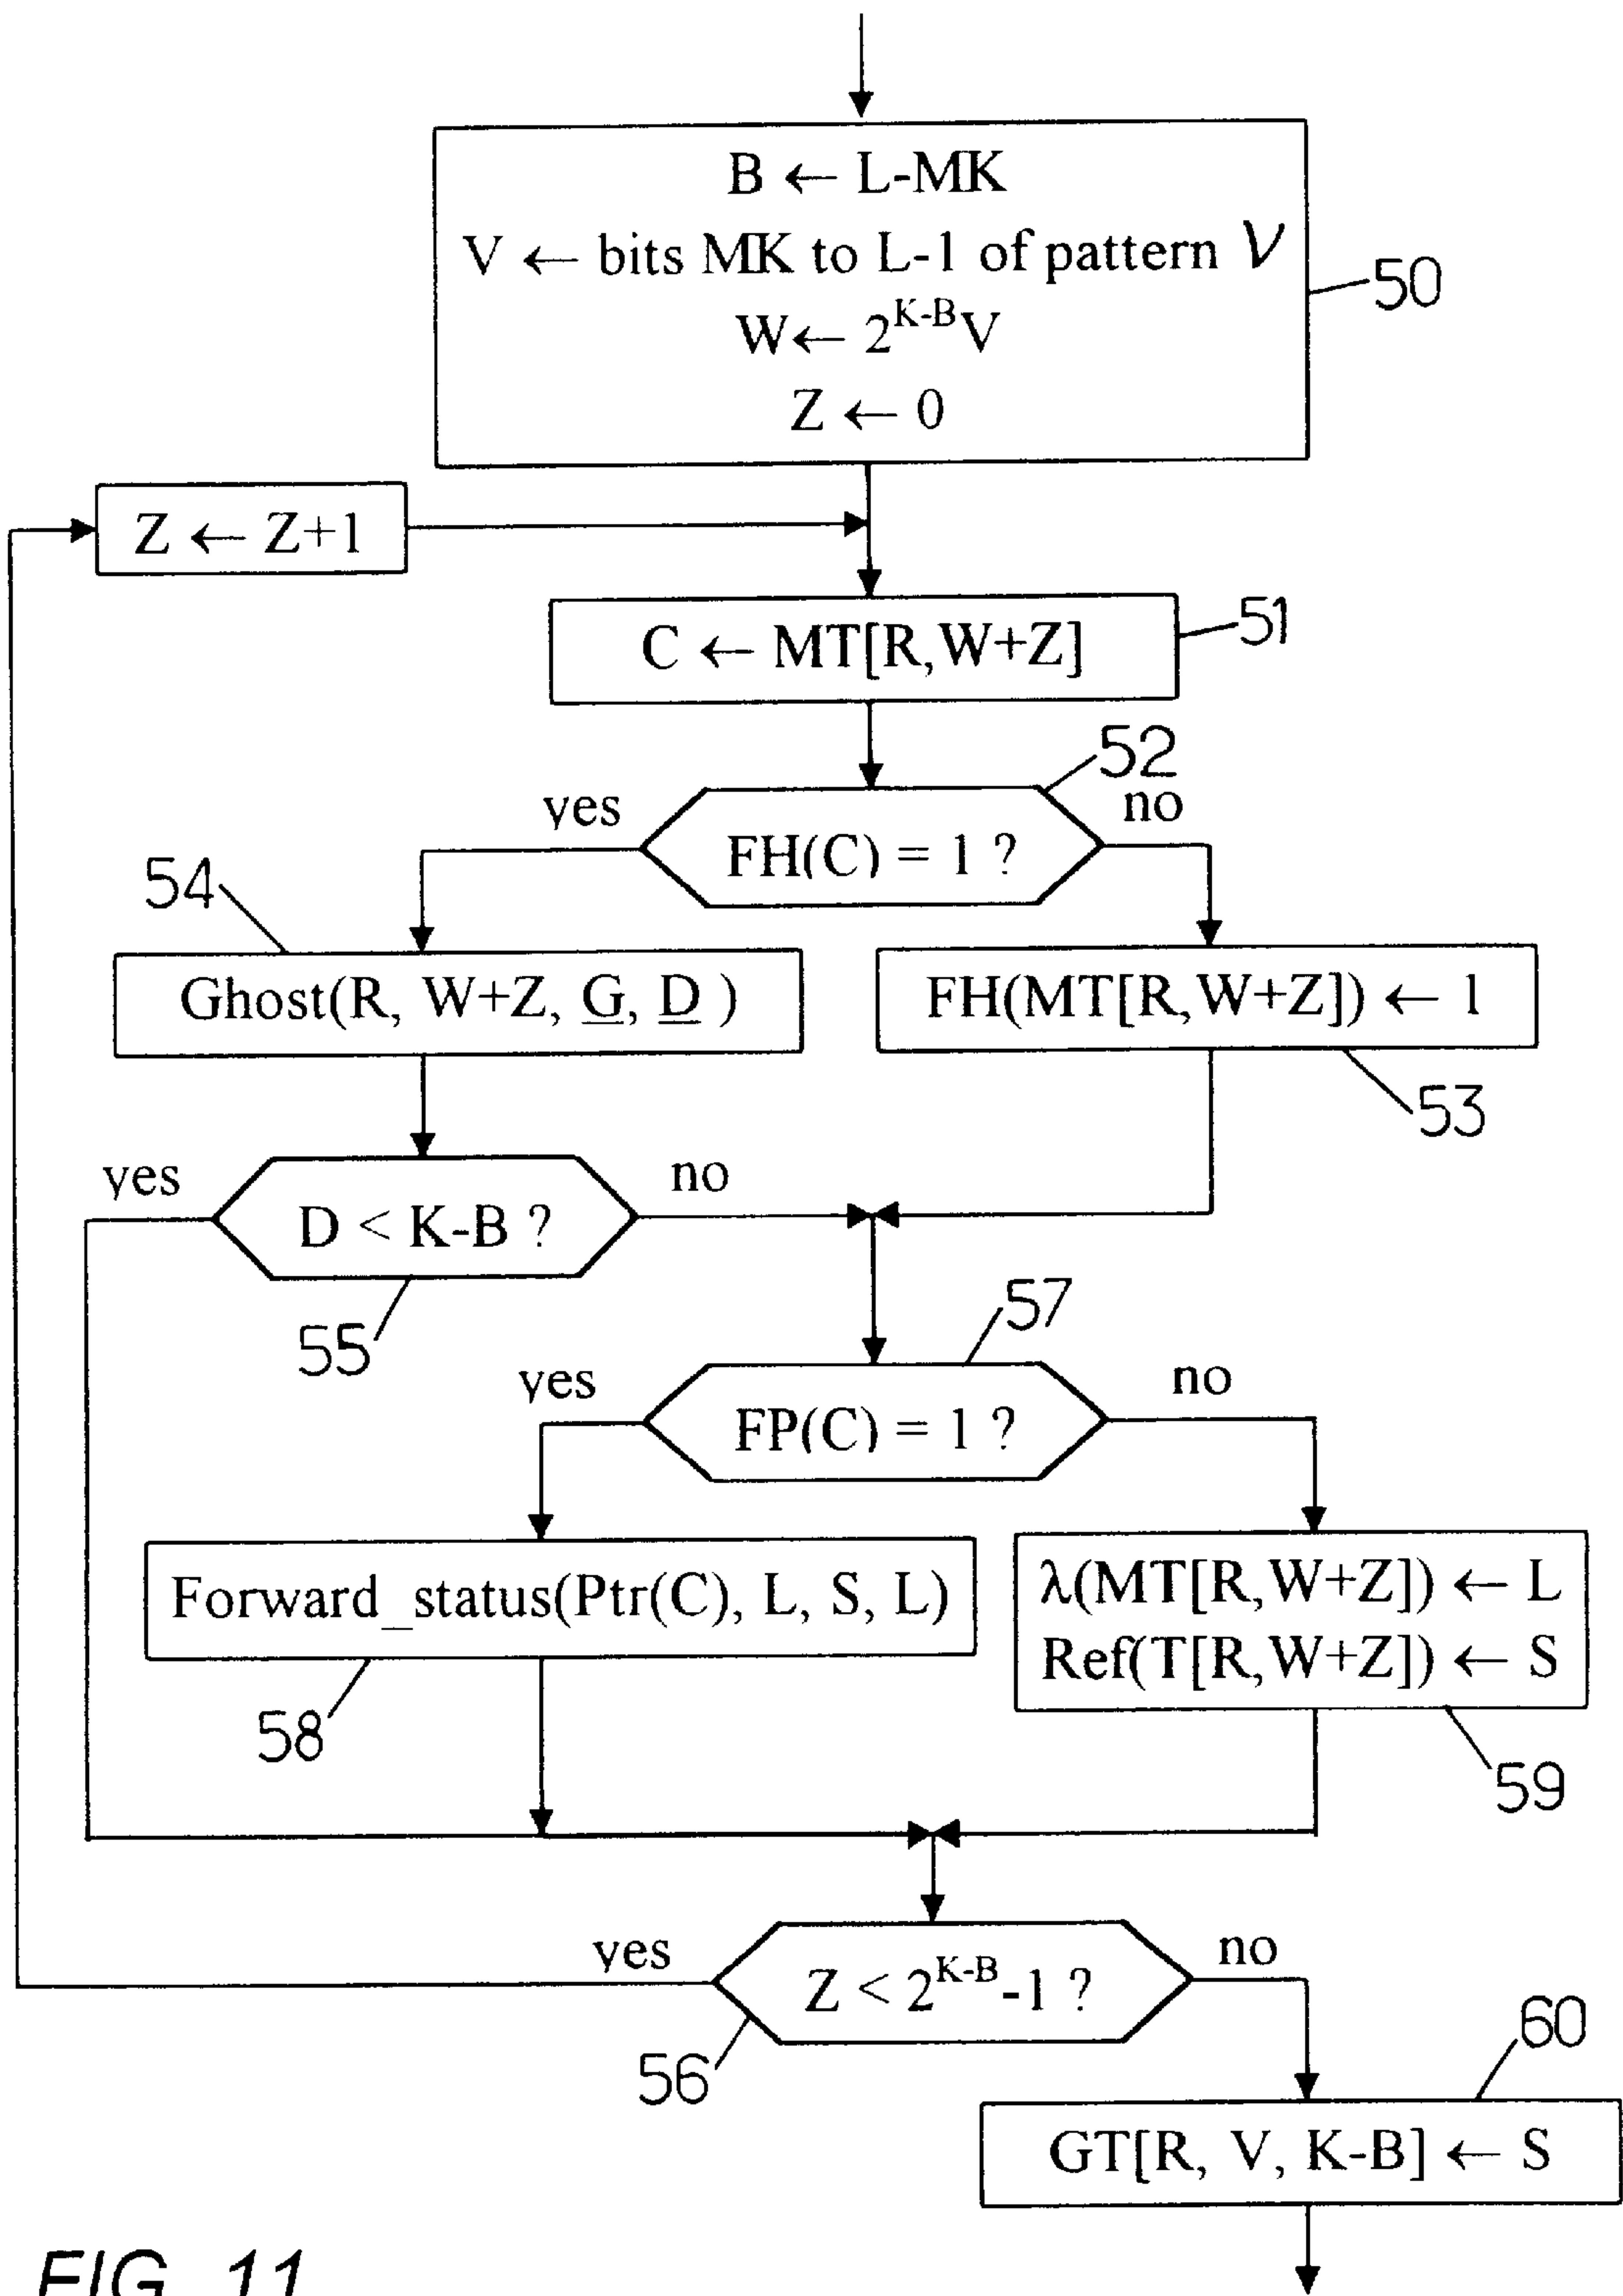 B ← L-MK
V ← bits MK to L-1 of pattern V
W← 2^{K-B}V
Z ← 0
50
Z ← Z+1
C ← MT[R,W+Z]
51
52
yes
no
FH(C) = 1 ?
54
Ghost(R, W+Z, G, D )
FH(MT[R,W+Z]) ← 1
53
yes
no
D < K-B ?
55
57
yes
no
FP(C) = 1 ?
Forward_status(Ptr(C), L, S, L)
58
λ(MT[R,W+Z]) ← L
Ref(T[R,W+Z]) ← S
59
yes
no
Z < 2^{K-B}-1 ?
56
60
GT[R, V, K-B] ← S
FIG. 11